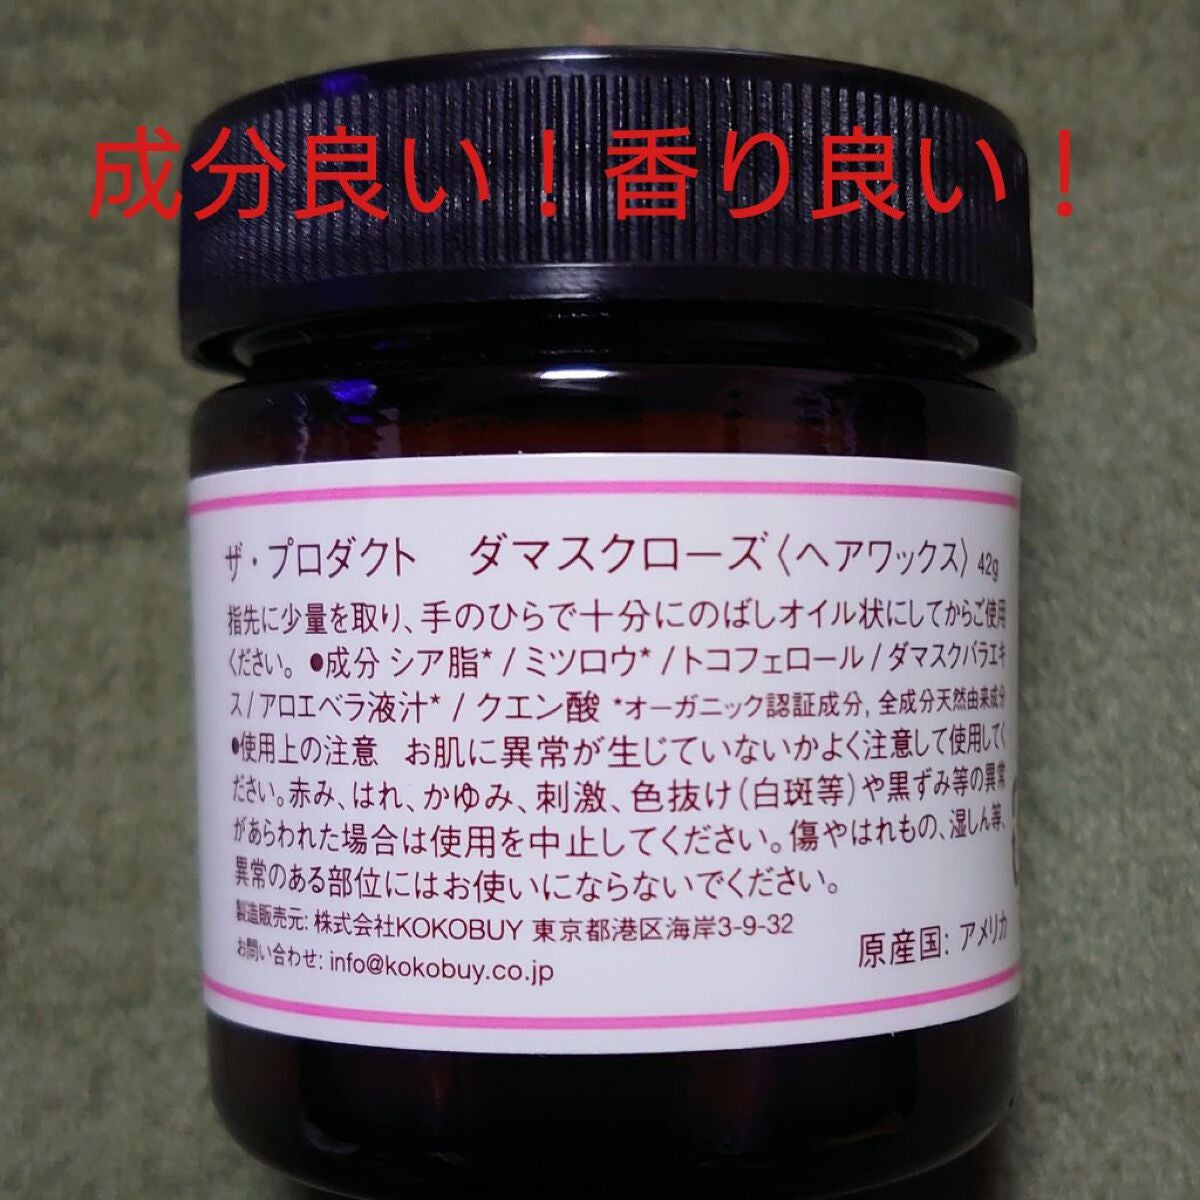 成分良い！香り良い！
ザ・プロダクト　ダマスクローズ〈ヘアワックス〉 42g
指先に少量を取り、手のひらで十分にのばしオイル状にしてからご使用
ください。 ●成分 シア脂* / ミツロウ* / トコフェロール / ダマスクバラエキ
ス / アロエベラ液汁* / クエン酸 *オーガニック認証成分, 全成分天然由来成分
●使用上の注意　お肌に異常が生じていないかよく注意して使用してく
ださい。赤み、はれ、かゆみ、刺激、色抜け(白斑等)や黒ずみ等の異常
があらわれた場合は使用を中止してください。傷やはれもの、湿しん等、
異常のある部位にはお使いにならないでください。
製造販売元: 株式会社KOKOBUY 東京都港区海岸3-9-32
お問い合わせ: info@kokobuy.co.jp
原産国: アメリカ